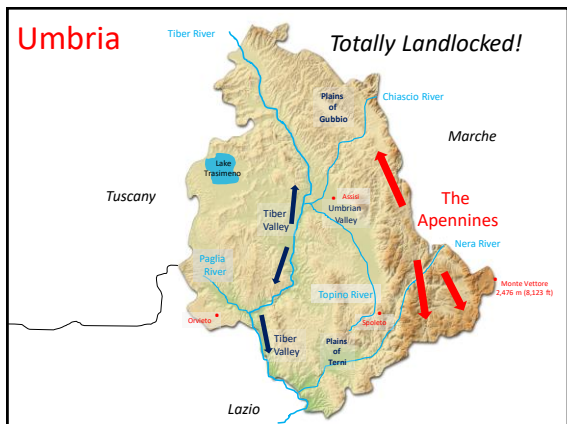 Umbria
Totally Landlocked!
Tiber River
Plains
of
Gubbio
Chiascio River
Marche
Lake
Trasimeno
Tuscany
Assisi
Umbrian
Valley
Tiber
Valley
The
Apennines
Nera River
Paglia
River
Topino River
Monte Vettore
2,476 m (8,123 ft)
Orvieto
Spoleto
Tiber
Valley
Plains
of
Terni
Lazio